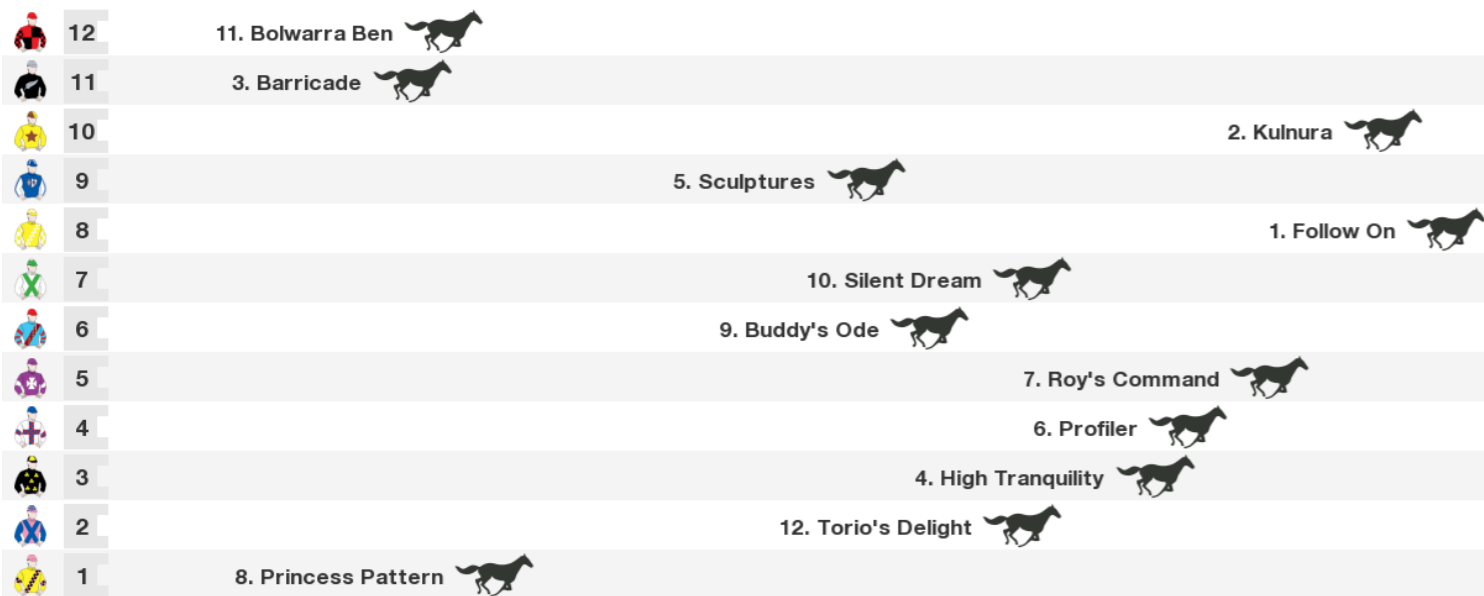 12 11. Bolwarra Ben
11 3. Barricade
10 2. Kulnura
9 5. Sculptures
8 1. Follow On
7 10. Silent Dream
6 9. Buddy's Ode
5 7. Roy's Command
4 6. Profiler
3 4. High Tranquility
2 12. Torio's Delight
1 8. Princess Pattern